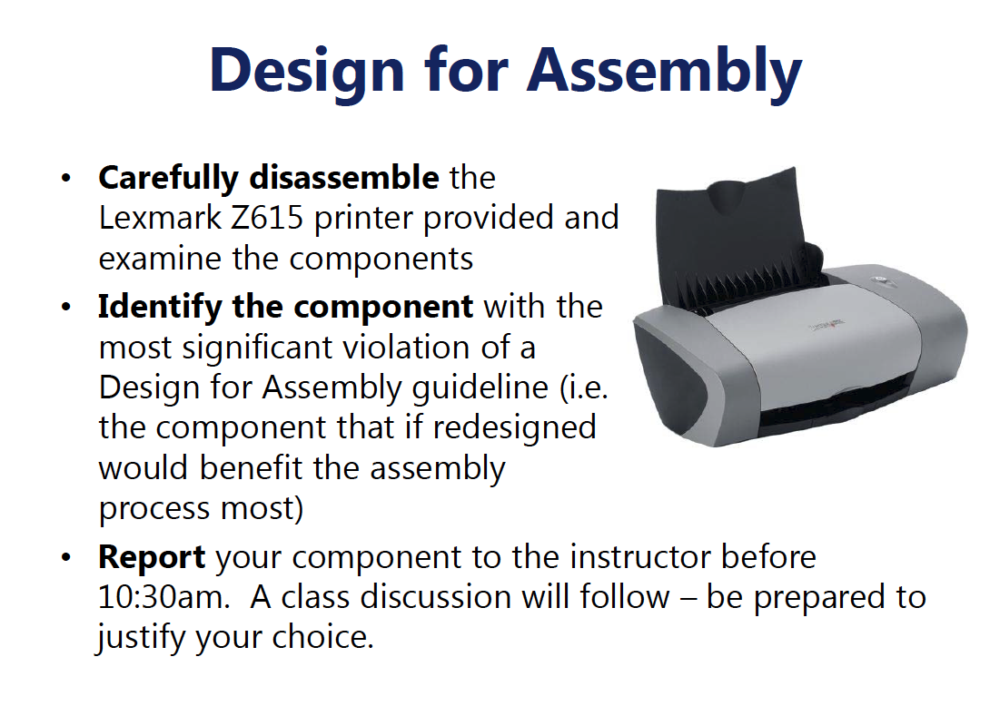 Design for Assembly
• Carefully disassemble the
Lexmark Z615 printer provided and
examine the components
• Identify the component with the
most significant violation of a
Design for Assembly guideline (i.e.
the component that if redesigned
would benefit the assembly
process most)
• Report your component to the instructor before
10:30am.  A class discussion will follow – be prepared to
justify your choice.